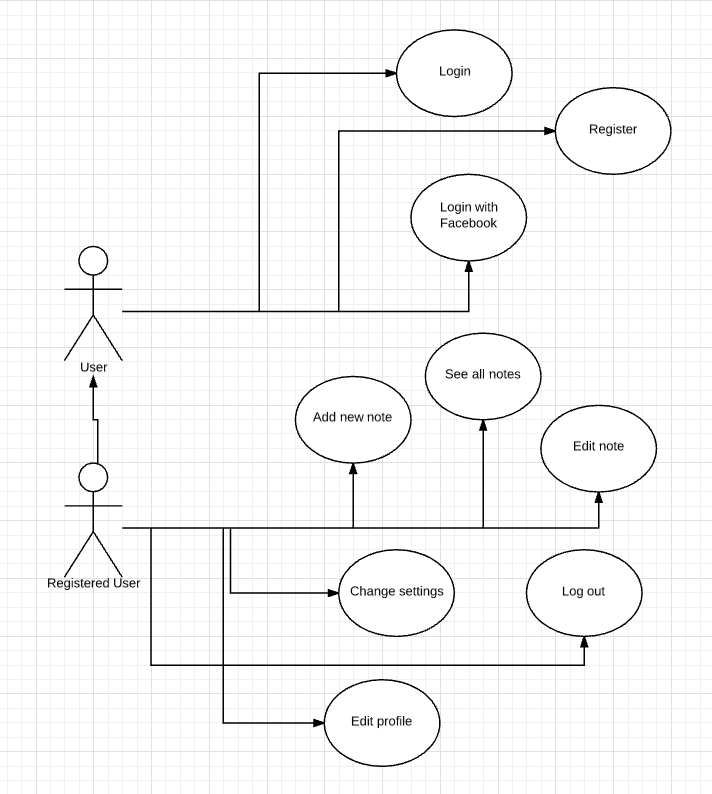 Login
Register
Login with
Facebook
User
See all notes
Add new note
Edit note
Registered User
Change settings
Log out
Edit profile